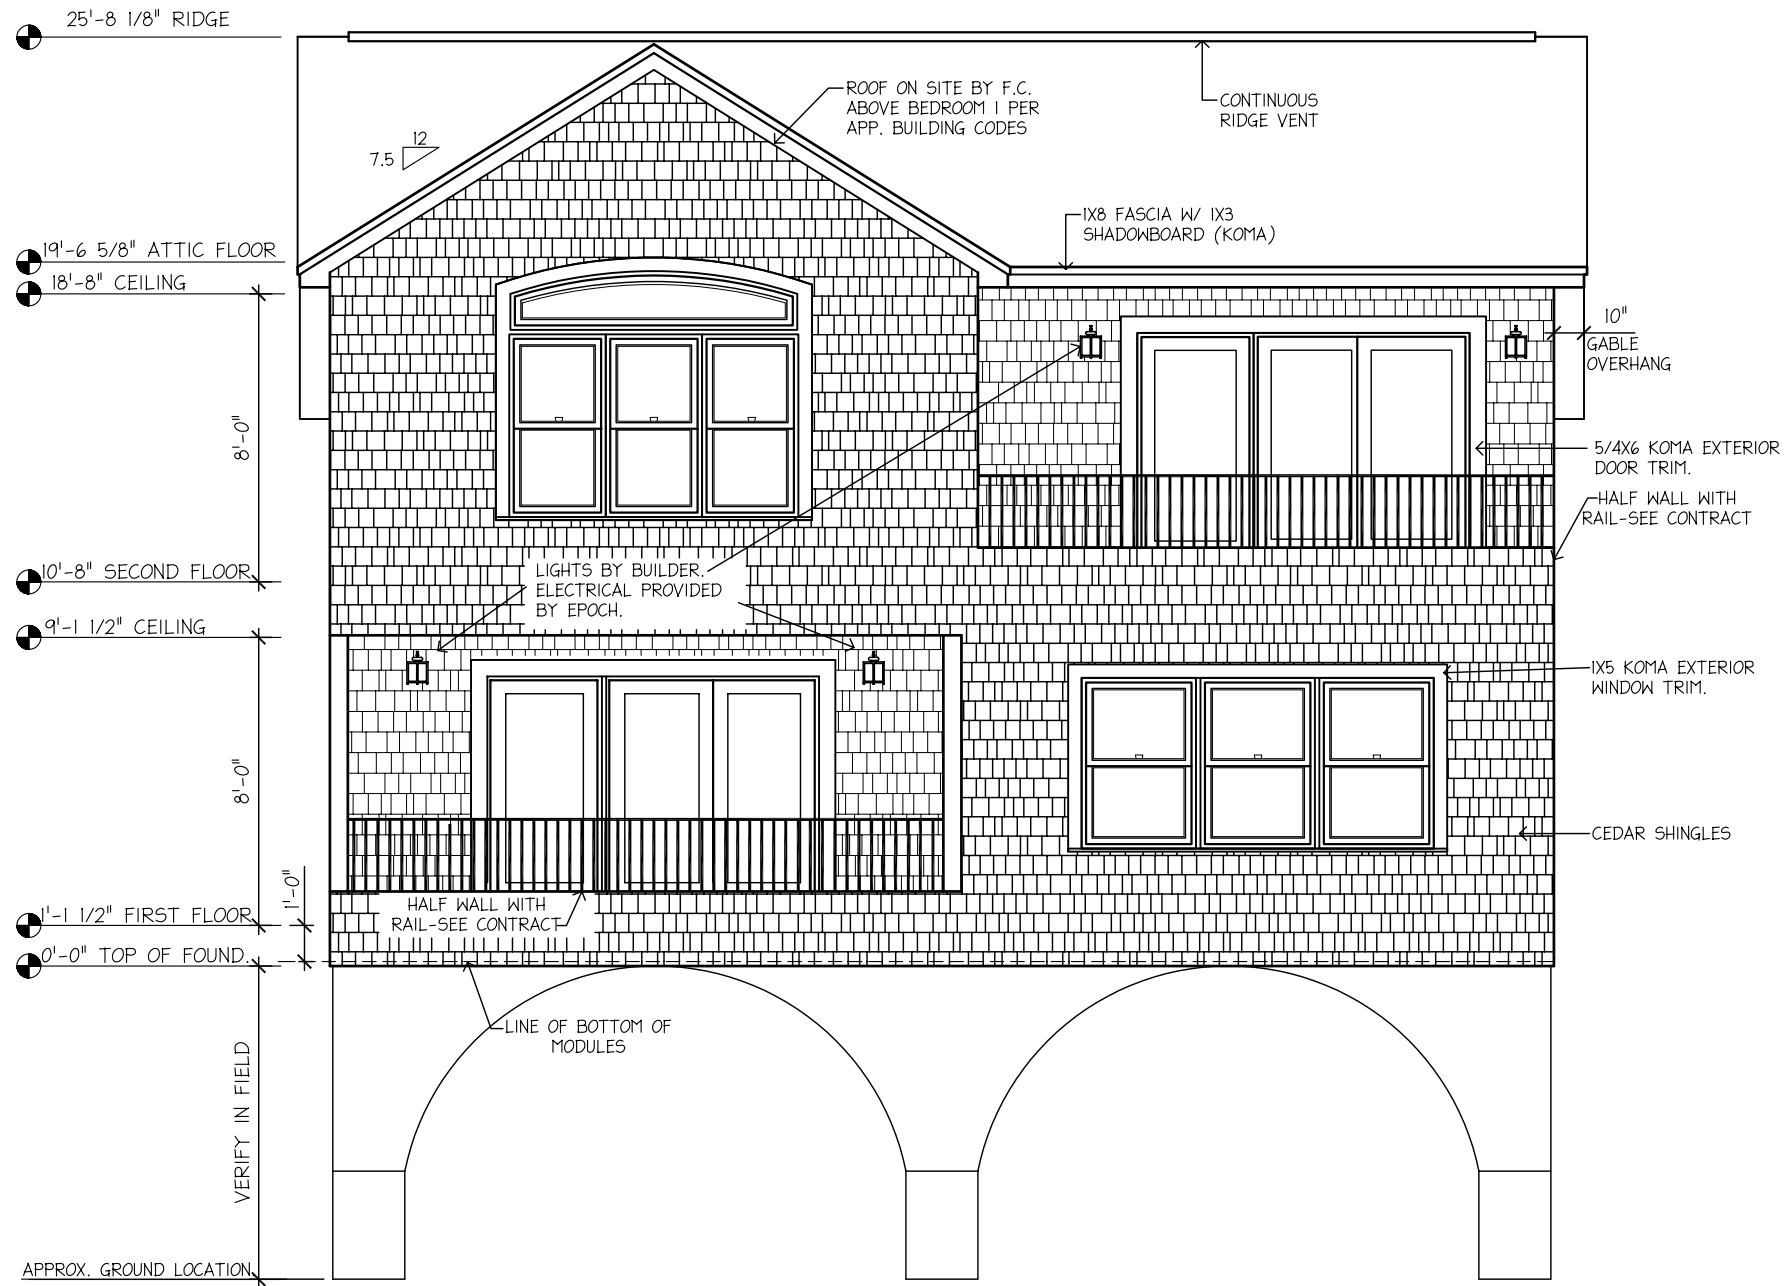 25'-8 1/8" RIDGE
ROOF ON SITE BY F.C.
ABOVE BEDROOM 1 PER
APP. BUILDING CODES
CONTINUOUS
RIDGE VENT
12
7.5
1X8 FASCIA W/ 1X3
SHADOWBOARD (KOMA)
19'-6 5/8" ATTIC FLOOR
18'-8" CEILING
10"
GABLE
OVERHANG
8'-0"
5/4X6 KOMA EXTERIOR
DOOR TRIM.
HALF WALL WITH
RAIL-SEE CONTRACT
10'-8" SECOND FLOOR
LIGHTS BY BUILDER.
ELECTRICAL PROVIDED
BY EPOCH.
9'-1 1/2" CEILING
1X5 KOMA EXTERIOR
WINDOW TRIM.
8'-0"
CEDAR SHINGLES
1'-0"
HALF WALL WITH
RAIL-SEE CONTRACT
1'-1 1/2" FIRST FLOOR
0'-0" TOP OF FOUND.
LINE OF BOTTOM OF
MODULES
VERIFY IN FIELD
APPROX. GROUND LOCATION